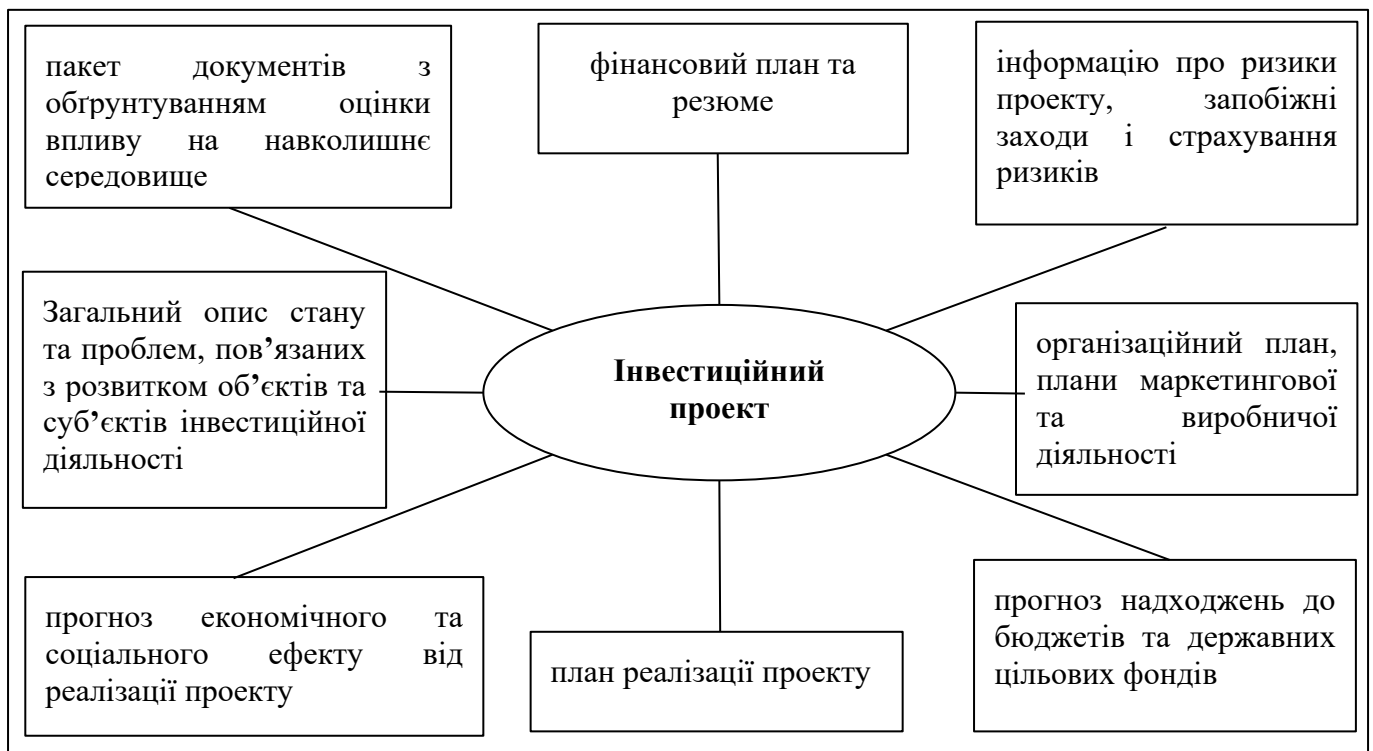 пакет документів з
обґрунтуванням оцінки
впливу на навколишнє
середовище
фінансовий план та
резюме
інформацію про ризики
проекту, запобіжні
заходи і страхування
ризиків
Загальний опис стану
та проблем, пов’язаних
з розвитком об’єктів та
суб’єктів інвестиційної
діяльності
Інвестиційний
проект
організаційний план,
плани маркетингової
та виробничої
діяльності
прогноз економічного та
соціального ефекту від
реалізації проекту
план реалізації проекту
прогноз надходжень до
бюджетів та державних
цільових фондів